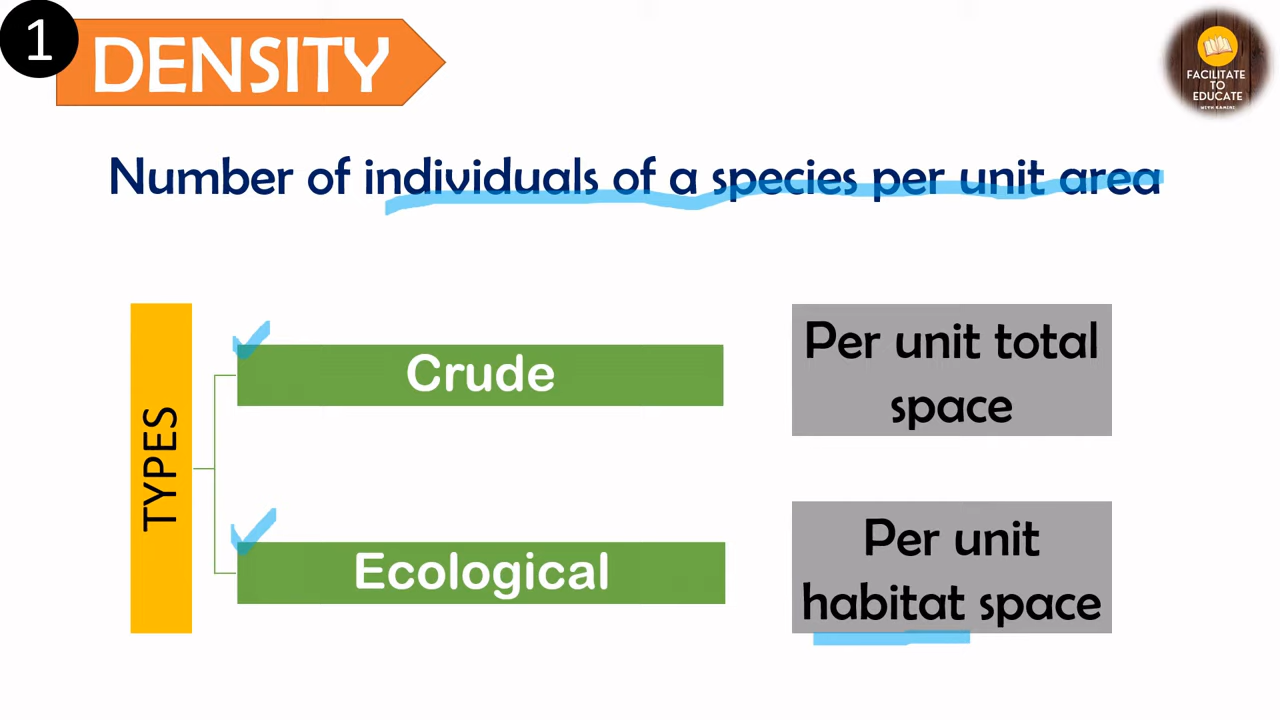 1
DENSITY
FACILITATE
TO
EDUCATE
Number of individuals of a species per unit area
TYPES
Crude
Per unit total
space
Ecological
Per unit
habitat space